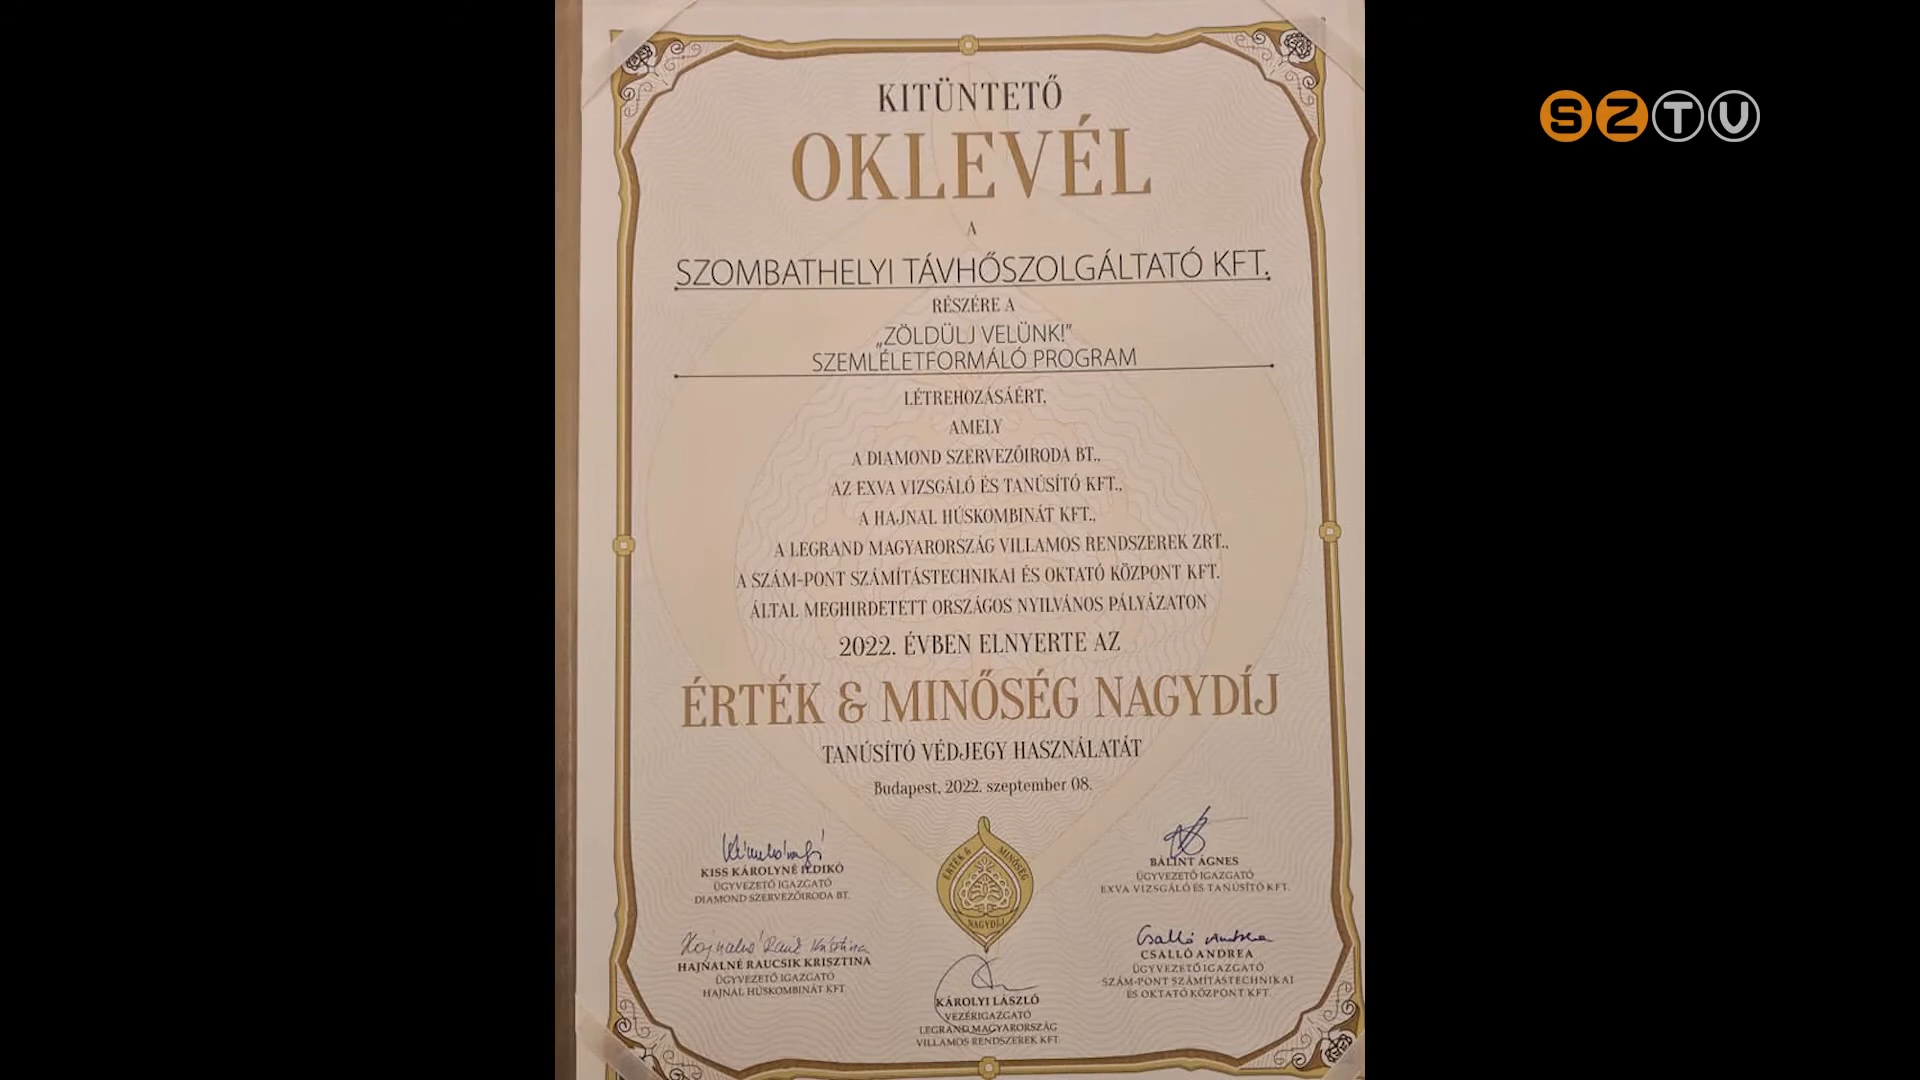 KITÜNTETŐ
OKLEVÉL
A
SZOMBATHELYI TÁVHŐSZOLGÁLTATÓ KFT.
RÉSZÉRE A
„ZÖLDÜLJ VELÜNK!”
SZEMLÉLETFORMÁLÓ PROGRAM
LÉTREHOZÁSÁÉRT,
AMELY
A DIAMOND SZERVEZŐIRODA BT.,
AZ EXVA VIZSGÁLÓ ÉS TANÚSÍTÓ KFT.,
A HAJNAL HÚSKOMBINÁT KFT.,
A LEGRAND MAGYARORSZÁG VILLAMOS RENDSZEREK ZRT.,
A SZÁM-PONT SZÁMÍTÁSTECHNIKAI ÉS OKTATÓ KÖZPONT KFT.
ÁLTAL MEGHIRDETETT ORSZÁGOS NYILVÁNOS PÁLYÁZATON
2022. ÉVBEN ELNYERTE AZ
ÉRTÉK & MINŐSÉG NAGYDÍJ
TANÚSÍTÓ VÉDJEGY HASZNÁLATÁT
Budapest, 2022. szeptember 08.
KISS KÁROLYNÉ ILDIKÓ
ÜGYVEZETŐ IGAZGATÓ
DIAMOND SZERVEZŐIRODA BT.
BÁLINT ÁGNES
ÜGYVEZETŐ IGAZGATÓ
EXVA VIZSGÁLÓ ÉS TANÚSÍTÓ KFT.
ÉRTÉK & MINŐSÉG
NAGYDÍJ
Hajnalné Raucsik Krisztina
HAJNALNÉ RAUCSIK KRISZTINA
ÜGYVEZETŐ IGAZGATÓ
HAJNAL HÚSKOMBINÁT KFT
Csalló Andrea
CSALLÓ ANDREA
ÜGYVEZETŐ IGAZGATÓ
SZÁM-PONT SZÁMÍTÁSTECHNIKAI
ÉS OKTATÓ KÖZPONT KFT.
KÁROLYI LÁSZLÓ
VEZÉRIGAZGATÓ
LEGRAND MAGYARORSZÁG
VILLAMOS RENDSZEREK KFT.
SZTV